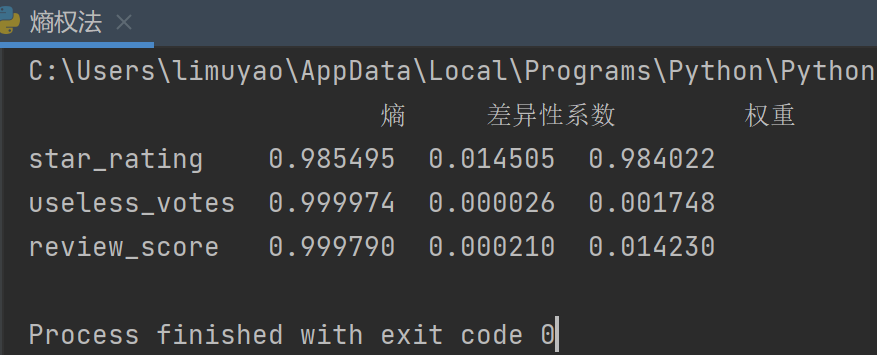 熵权法
C:\Users\limuyao\AppData\Local\Programs\Python\Python
熵 差异性系数 权重
star_rating 0.985495 0.014505 0.984022
useless_votes 0.999974 0.000026 0.001748
review_score 0.999790 0.000210 0.014230
Process finished with exit code 0